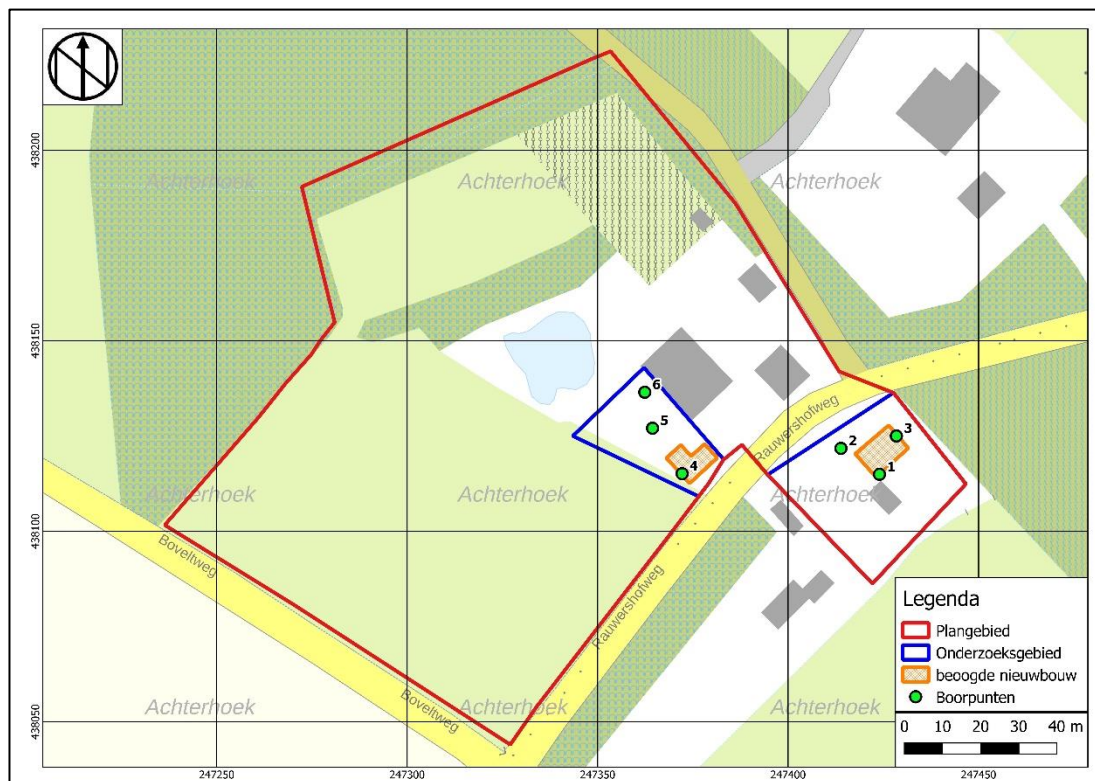 438200
Achterhoek
Achterhoek
Achterhoek
438150
6
5
4
2
3
1
Rauwershofweg
Achterhoek
Achterhoek
Achterhoek
438100
Boveltweg
Rauwershofweg
Legenda
Plangebied
Onderzoeksgebied
beoogde nieuwbouw
Boorpunten
0 10 20 30 40 m
Boveltweg
Achterhoek
Achterhoek
438050
247250 247300 247350 247400 247450